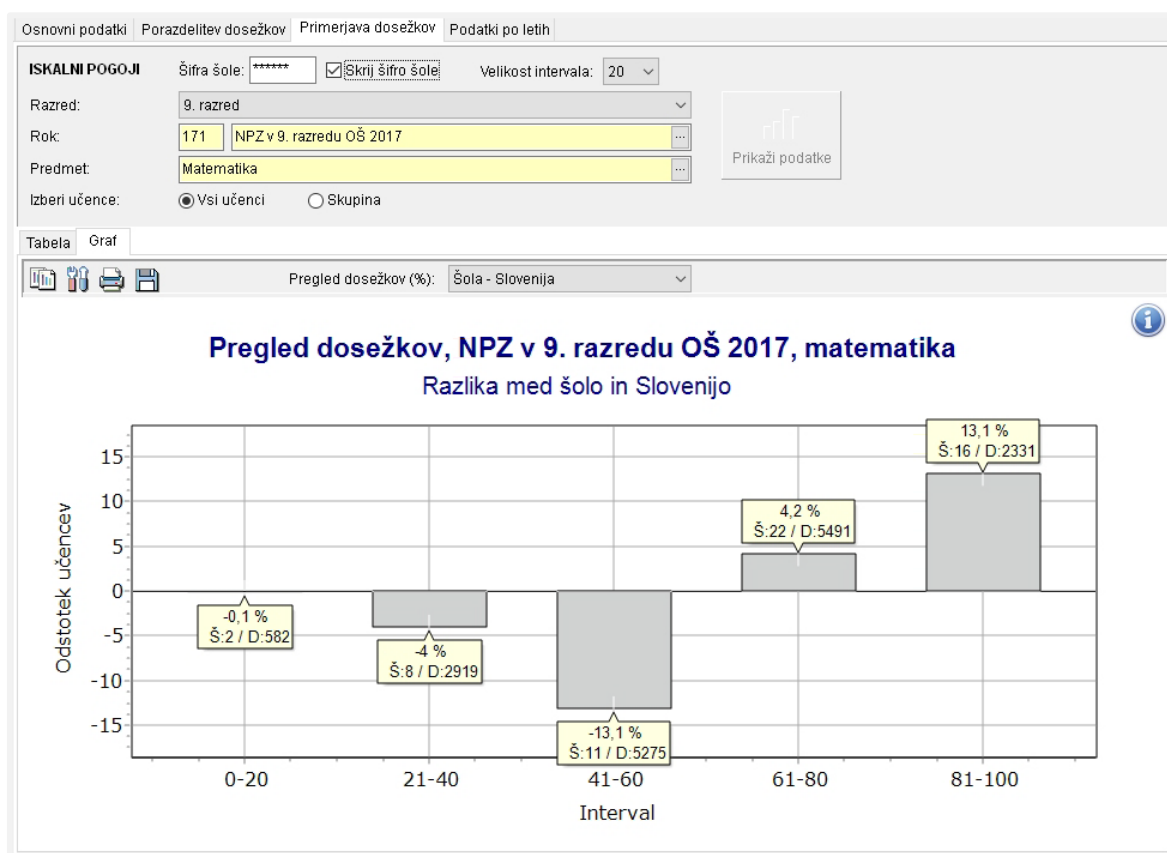 Osnovni podatki Porazdelitev dosežkov Primerjava dosežkov Podatki po letih
ISKALNI POGOJI Šifra šole: ****** Skrij šifro šole Velikost intervala: 20
Razred: 9. razred
Rok: 171 NPZ v 9. razredu OŠ 2017 ...
Prikaži podatke
Predmet: Matematika ...
Izberi učence: Vsi učenci Skupina
Tabela Graf
Pregled dosežkov (%): Šola - Slovenija
Pregled dosežkov, NPZ v 9. razredu OŠ 2017, matematika
Razlika med šolo in Slovenijo
Odstotek učencev
15
10
5
0
-5
-10
-15
-0,1 %
Š:2 / D:582
-4 %
Š:8 / D:2919
-13,1 %
Š:11 / D:5275
4,2 %
Š:22 / D:5491
13,1 %
Š:16 / D:2331
0-20 21-40 41-60 61-80 81-100
Interval